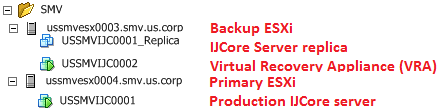 SMV
ussmvesx0003.smv.us.corp Backup ESXi
USSMVIJC0001_Replica IJCore Server replica
USSMVIJC0002 Virtual Recovery Appliance (VRA)
ussmvesx0004.smv.us.corp Primary ESXi
USSMVIJC0001 Production IJCore server